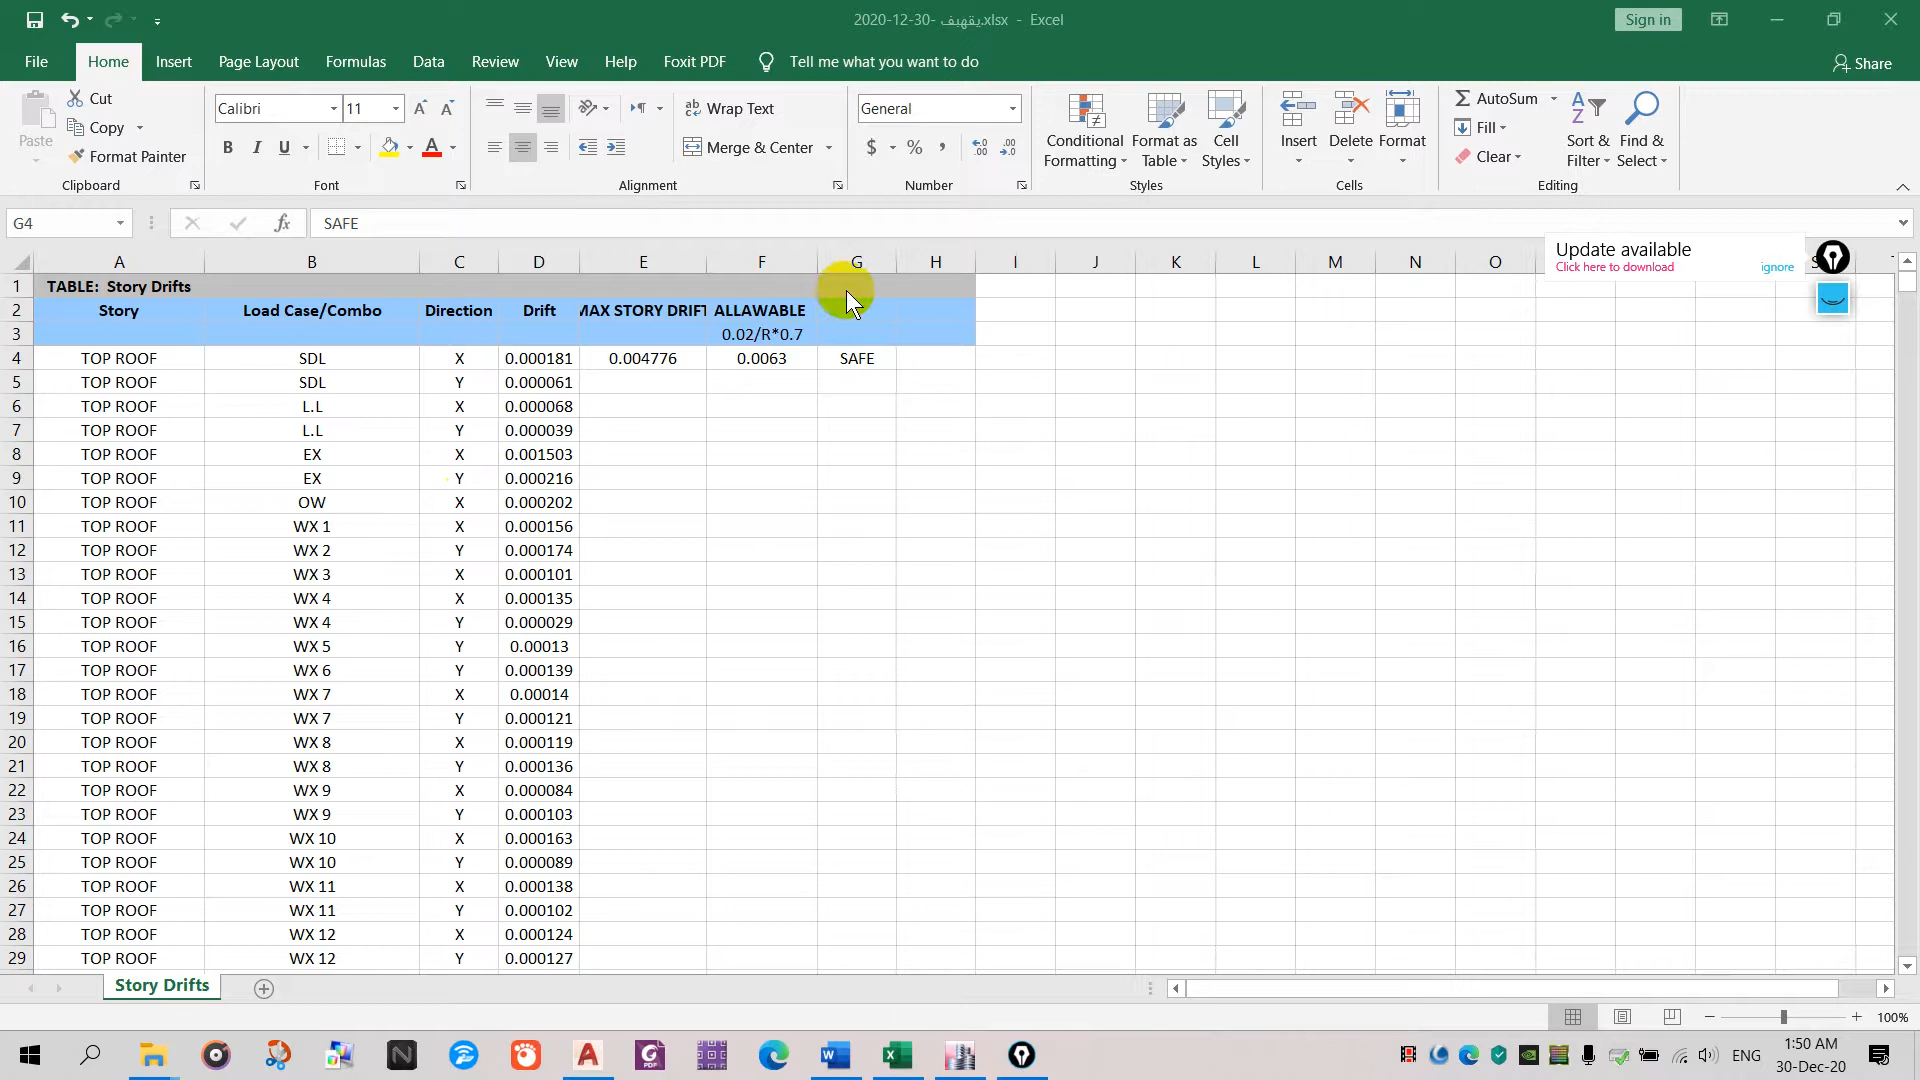 2020-12-30- يقهبف.xlsx - Excel
Sign in
File Home Insert Page Layout Formulas Data Review View Help Foxit PDF Tell me what you want to do Share
Paste
Cut
Copy
Format Painter
Clipboard
Calibri 11
B I U
Font
Wrap Text
Merge & Center
Alignment
General
$ % ,
Number
Conditional Formatting
Format as Table
Cell Styles
Styles
Insert Delete Format
Cells
AutoSum
Fill
Clear
Sort & Filter
Find & Select
Editing
G4 fx SAFE
Update available
Click here to download ignore
A B C D E F G H I J K L M N O
1 TABLE: Story Drifts
2 Story Load Case/Combo Direction Drift MAX STORY DRIFT ALLAWABLE
3 0.02/R*0.7
4 TOP ROOF SDL X 0.000181 0.004776 0.0063 SAFE
5 TOP ROOF SDL Y 0.000061
6 TOP ROOF L.L X 0.000068
7 TOP ROOF L.L Y 0.000039
8 TOP ROOF EX X 0.001503
9 TOP ROOF EX Y 0.000216
10 TOP ROOF OW X 0.000202
11 TOP ROOF WX 1 X 0.000156
12 TOP ROOF WX 2 Y 0.000174
13 TOP ROOF WX 3 X 0.000101
14 TOP ROOF WX 4 X 0.000135
15 TOP ROOF WX 4 Y 0.000029
16 TOP ROOF WX 5 Y 0.00013
17 TOP ROOF WX 6 Y 0.000139
18 TOP ROOF WX 7 X 0.00014
19 TOP ROOF WX 7 Y 0.000121
20 TOP ROOF WX 8 X 0.000119
21 TOP ROOF WX 8 Y 0.000136
22 TOP ROOF WX 9 X 0.000084
23 TOP ROOF WX 9 Y 0.000103
24 TOP ROOF WX 10 X 0.000163
25 TOP ROOF WX 10 Y 0.000089
26 TOP ROOF WX 11 X 0.000138
27 TOP ROOF WX 11 Y 0.000102
28 TOP ROOF WX 12 X 0.000124
29 TOP ROOF WX 12 Y 0.000127
Story Drifts
100%
ENG
1:50 AM
30-Dec-20